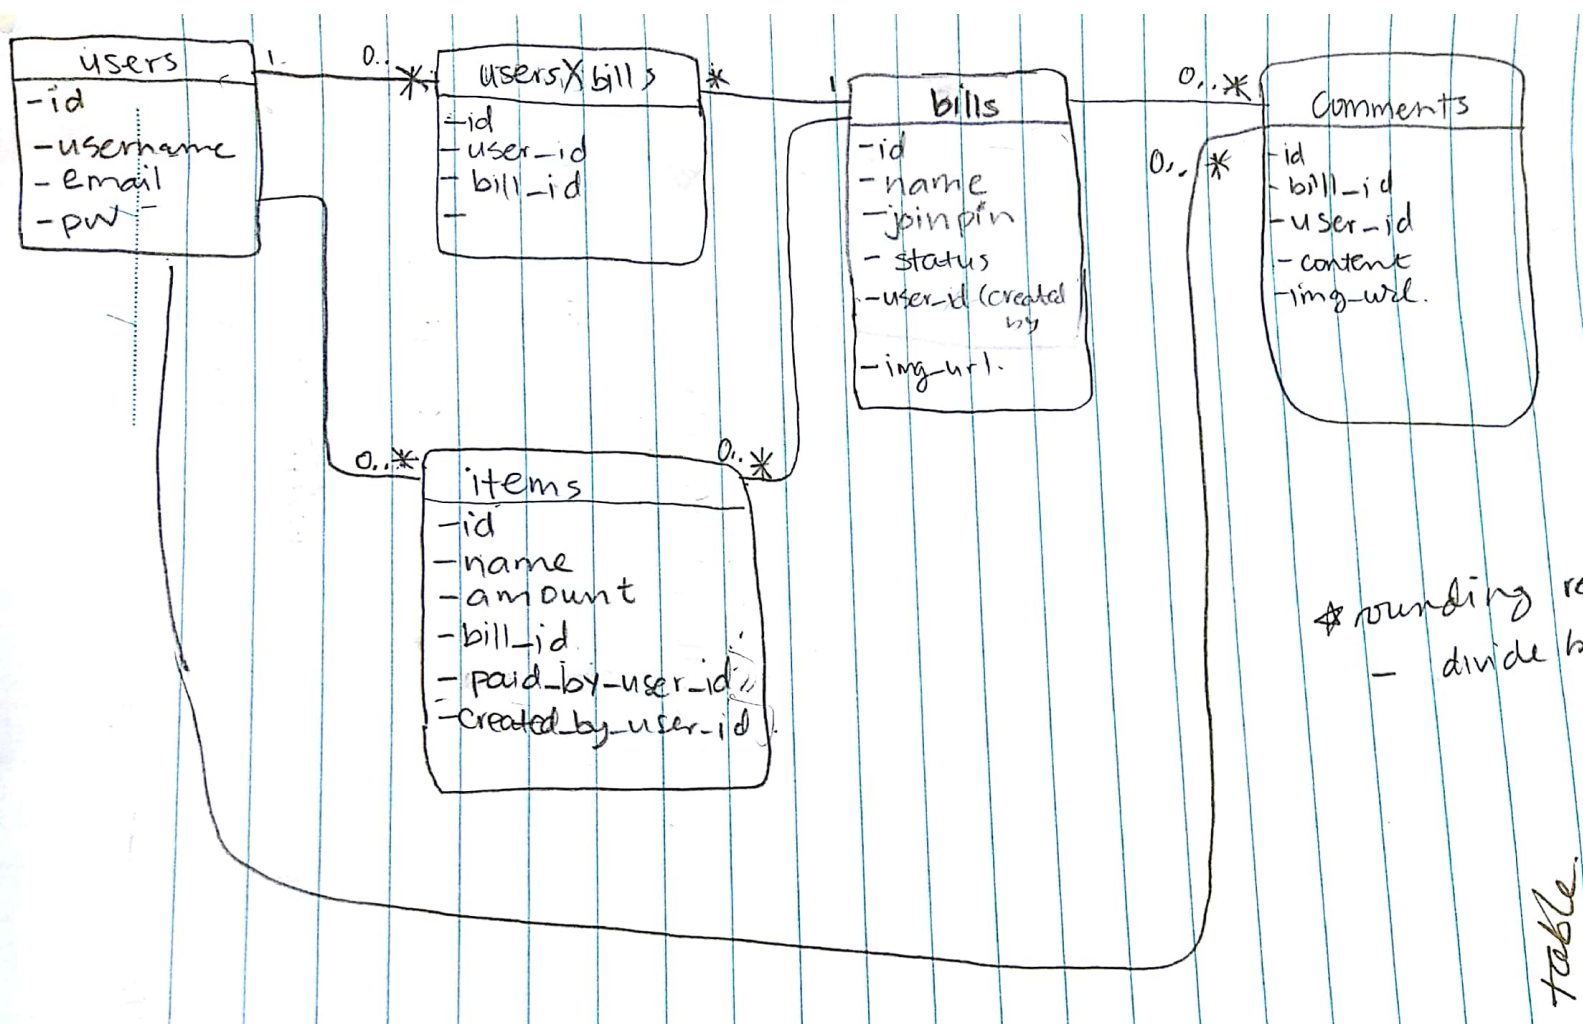 users
-id
-username
-email
-pw
1.
0..*
usersXbills
-id
-user_id
-bill_id
-
*
1
bills
-id
-name
-joinpin
-status
-user_id (created
by
-img_url.
0..*
comments
-id
-bill_id
-user_id
-content
-img_url.
0..*
0..*
0..*
items
-id
-name
-amount
-bill_id
-paid_by_user_id
-created_by_user_id
* rounding
- divide
table.